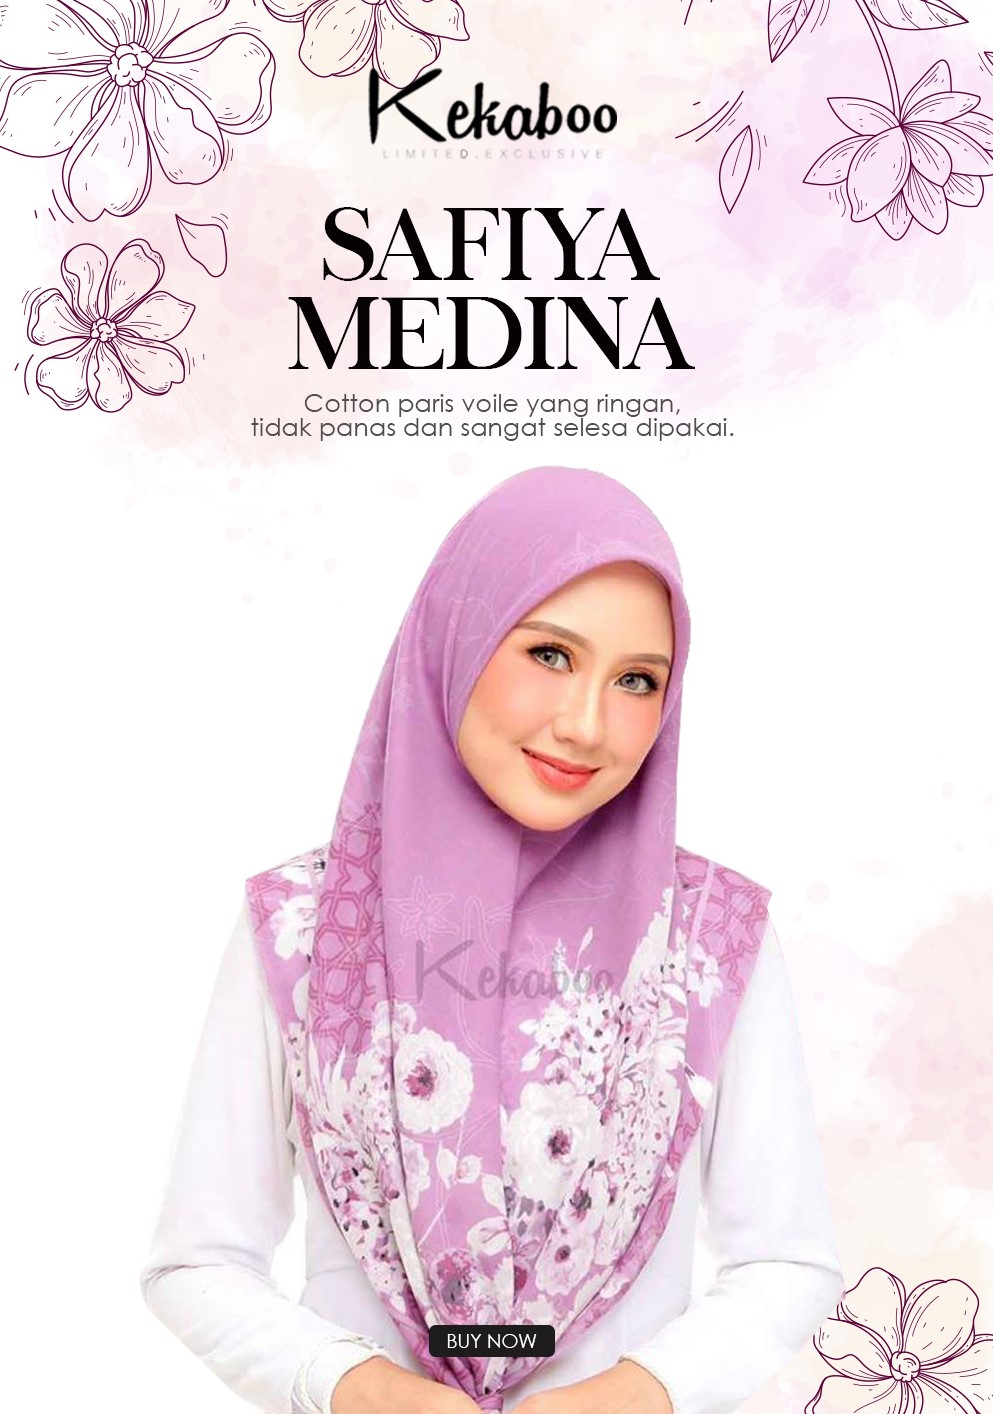 Kekaboo
LIMITED.EXCLUSIVE
SAFIYA
MEDINA
Cotton paris voile yang ringan,
tidak panas dan sangat selesa dipakai.
Kekaboo
BUY NOW